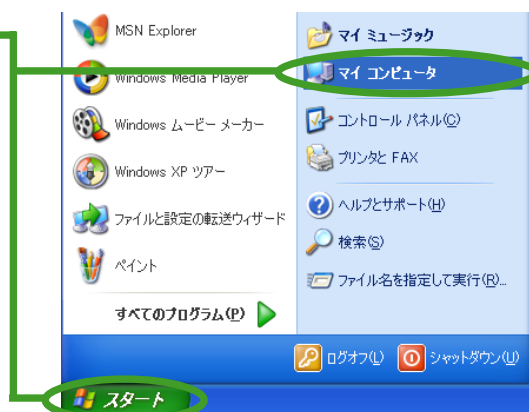 MSN Explorer
Windows Media Player
Windows ムービー メーカー
Windows XP ツアー
ファイルと設定の転送ウィザード
ペイント
すべてのプログラム(P)
マイ ミュージック
マイ コンピュータ
コントロール パネル(C)
プリンタと FAX
ヘルプとサポート(H)
検索(S)
ファイル名を指定して実行(R)...
ログオフ(L)
シャットダウン(U)
スタート